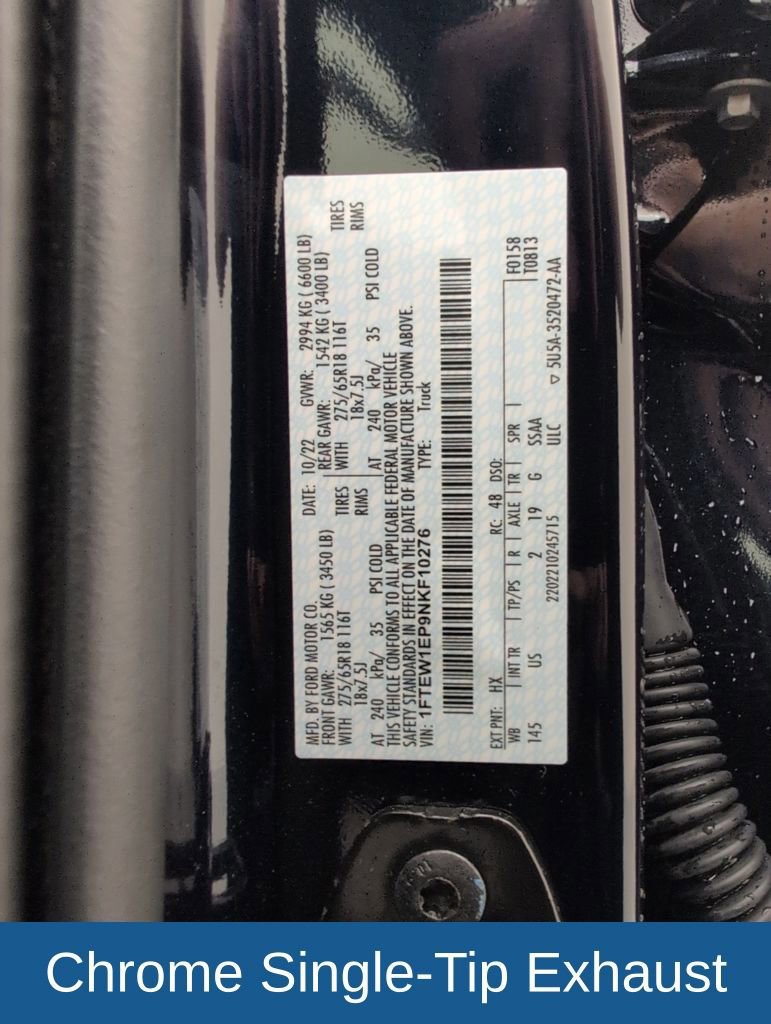 MFD. BY FORD MOTOR CO.
DATE: 10/22 GVWR: 2994 KG ( 6600 LB)
FRONT GAWR: 1565 KG ( 3450 LB) REAR GAWR: 1542 KG ( 3400 LB)
WITH 275/65R18 116T TIRES WITH 275/65R18 116T TIRES
18x7.5J RIMS 18x7.5J RIMS
AT 240 kPa/ 35 PSI COLD AT 240 kPa/ 35 PSI COLD
THIS VEHICLE CONFORMS TO ALL APPLICABLE FEDERAL MOTOR VEHICLE
SAFETY STANDARDS IN EFFECT ON THE DATE OF MANUFACTURE SHOWN ABOVE.
VIN: 1FTEW1EP9NKF10276 TYPE: Truck
EXT PNT: HX RC: 48 DSO: F0158
WB INT TR TP/PS R AXLE TR SPR T0813
145 US 2 19 G SSAA
2202210245715 ULC ▽ 5U5A-3520472-AA
Chrome Single-Tip Exhaust